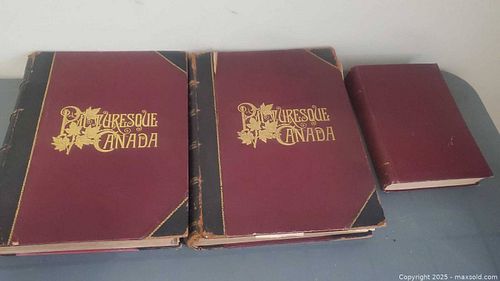 PICTURESQUE
CANADA
PICTURESQUE
CANADA
Copyright © 2025 - maxsold.com